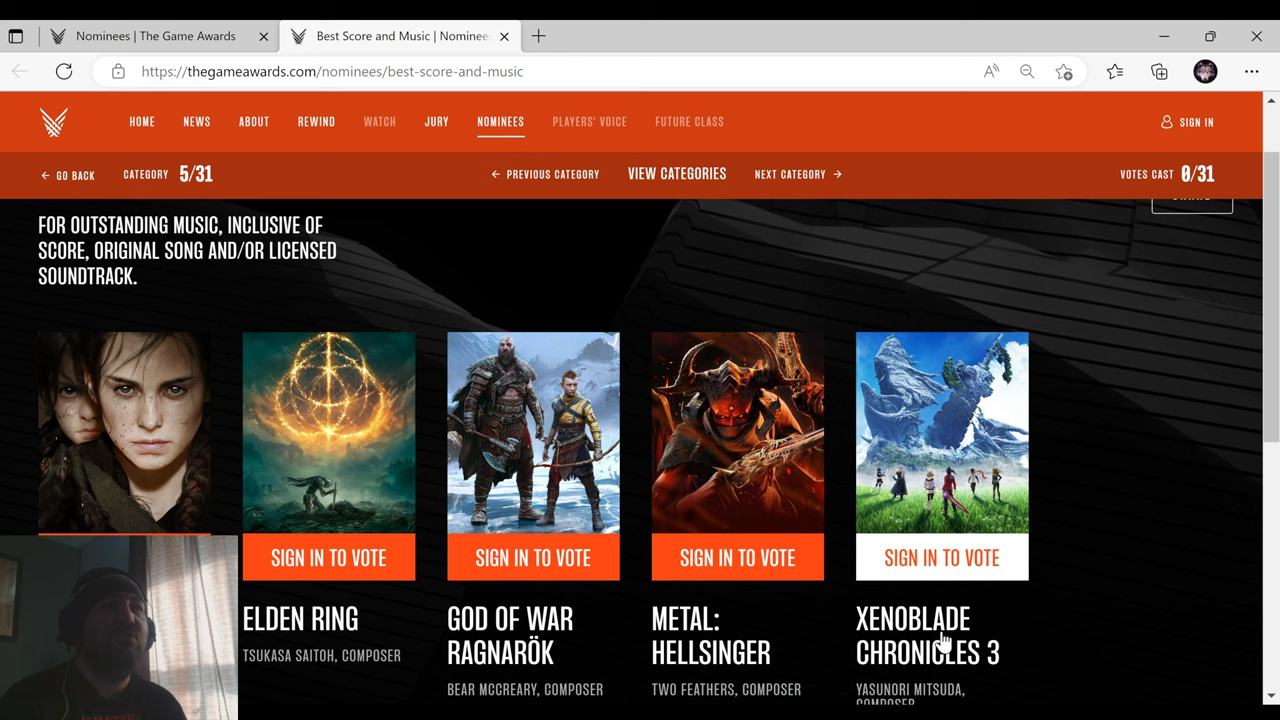 Nominees | The Game Awards
Best Score and Music | Nominee
https://thegameawards.com/nominees/best-score-and-music
HOME NEWS ABOUT REWIND WATCH JURY NOMINEES PLAYERS' VOICE FUTURE CLASS SIGN IN
← GO BACK CATEGORY 5/31 ← PREVIOUS CATEGORY VIEW CATEGORIES NEXT CATEGORY → VOTES CAST 0/31
FOR OUTSTANDING MUSIC, INCLUSIVE OF
SCORE, ORIGINAL SONG AND/OR LICENSED
SOUNDTRACK.
SIGN IN TO VOTE SIGN IN TO VOTE SIGN IN TO VOTE SIGN IN TO VOTE
ELDEN RING
TSUKASA SAITOH, COMPOSER
GOD OF WAR
RAGNARÖK
BEAR MCCREARY, COMPOSER
METAL:
HELLSINGER
TWO FEATHERS, COMPOSER
XENOBLADE
CHRONICLES 3
YASUNORI MITSUDA,
COMPOSER